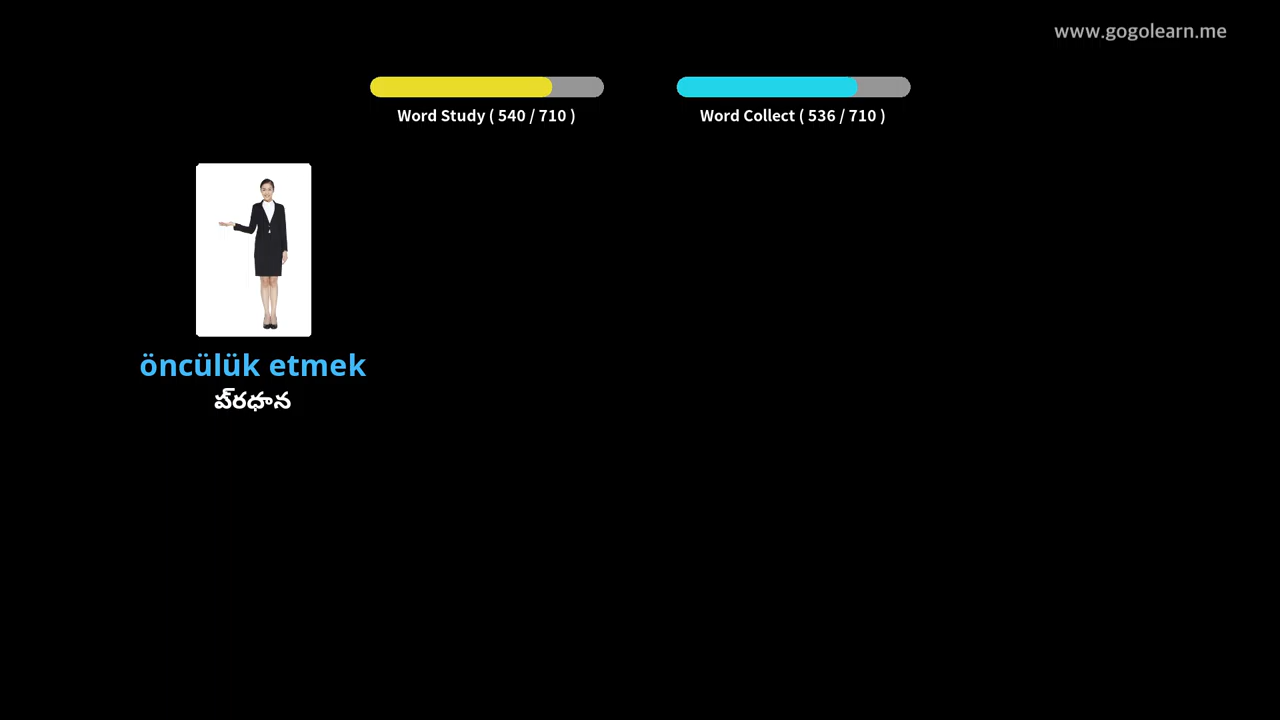 www.gogolearn.me
Word Study ( 540 / 710 )
Word Collect ( 536 / 710 )
öncülük etmek
ప్రధాన